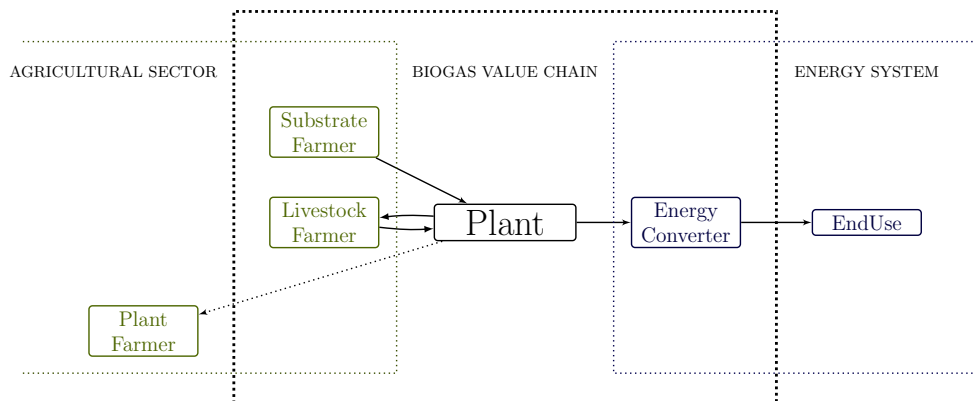 AGRICULTURAL SECTOR
BIOGAS VALUE CHAIN
ENERGY SYSTEM
Substrate
Farmer
Livestock
Farmer
Plant
Energy
Converter
EndUse
Plant
Farmer